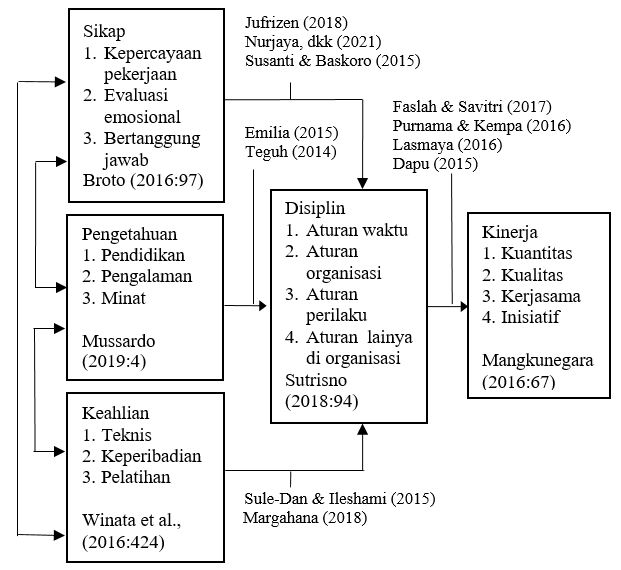 Sikap
1. Kepercayaan
pekerjaan
2. Evaluasi
emosional
3. Bertanggung
jawab
Broto (2016:97)
Jufrizen (2018)
Nurjaya, dkk (2021)
Susanti & Baskoro (2015)
Emilia (2015)
Teguh (2014)
Pengetahuan
1. Pendidikan
2. Pengalaman
3. Minat
Mussardo
(2019:4)
Keahlian
1. Teknis
2. Keperibadian
3. Pelatihan
Winata et al.,
(2016:424)
Sule-Dan & Ileshami (2015)
Margahana (2018)
Disiplin
1. Aturan waktu
2. Aturan
organisasi
3. Aturan
perilaku
4. Aturan lainya
di organisasi
Sutrisno
(2018:94)
Faslah & Savitri (2017)
Purnama & Kempa (2016)
Lasmaya (2016)
Dapu (2015)
Kinerja
1. Kuantitas
2. Kualitas
3. Kerjasama
4. Inisiatif
Mangkunegara
(2016:67)